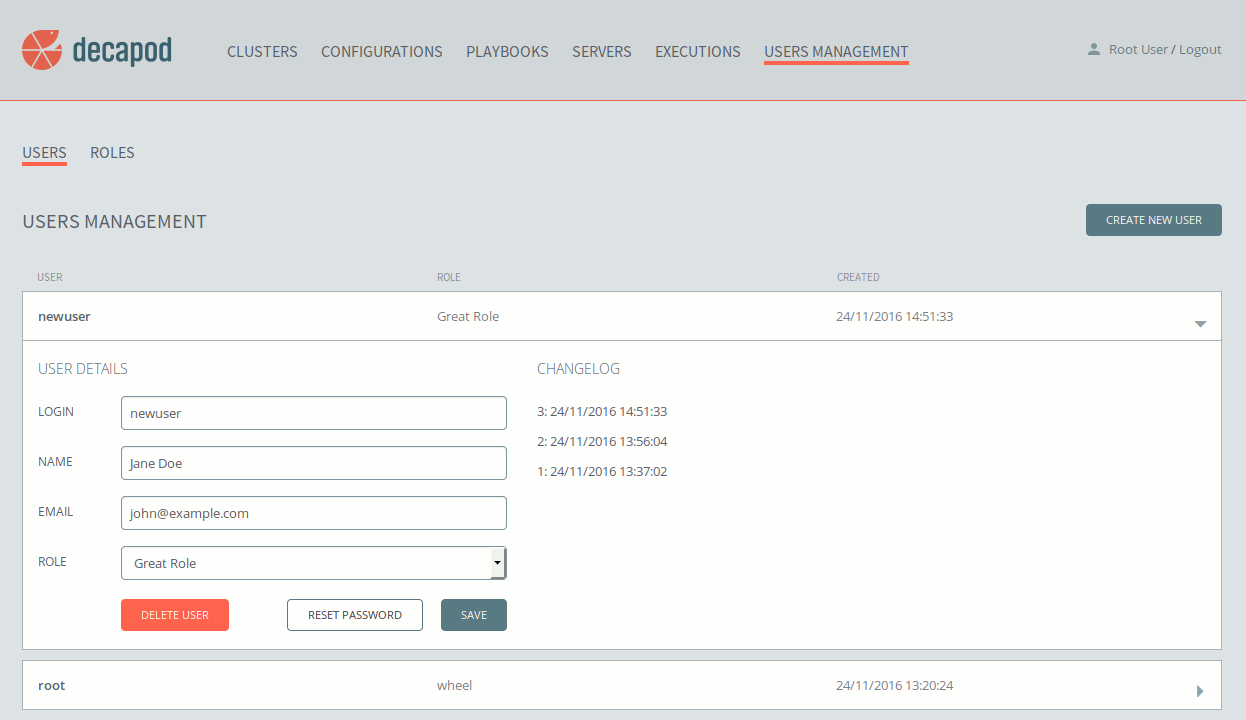 decapod
CLUSTERS CONFIGURATIONS PLAYBOOKS SERVERS EXECUTIONS USERS MANAGEMENT
Root User / Logout
USERS ROLES
USERS MANAGEMENT
CREATE NEW USER
USER ROLE CREATED
newuser Great Role 24/11/2016 14:51:33
USER DETAILS
LOGIN newuser
NAME Jane Doe
EMAIL john@example.com
ROLE Great Role
DELETE USER RESET PASSWORD SAVE
CHANGELOG
3: 24/11/2016 14:51:33
2: 24/11/2016 13:56:04
1: 24/11/2016 13:37:02
root wheel 24/11/2016 13:20:24